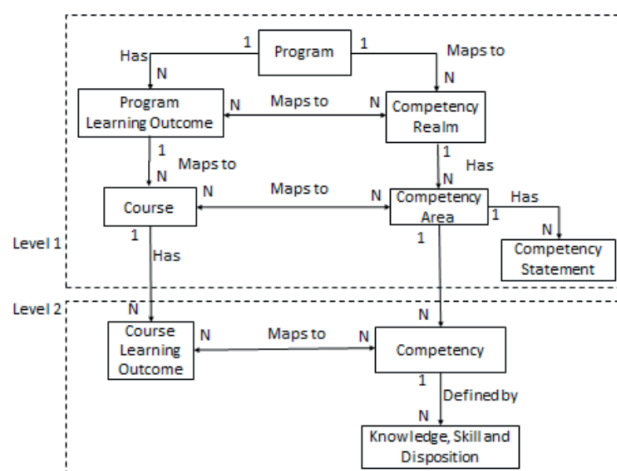 1
Program
1
Has
Maps to
N
N
Program
Learning Outcome
N
Maps to
N
Competency
Realm
1
Maps to
1
Has
N
N
Course
N
Maps to
N
Competency
Area
Has
1
1
1
N
Competency
Statement
Level 1
Has
Level 2
N
N
Course
Learning
Outcome
N
Maps to
N
Competency
1
Defined by
N
Knowledge, Skill and
Disposition